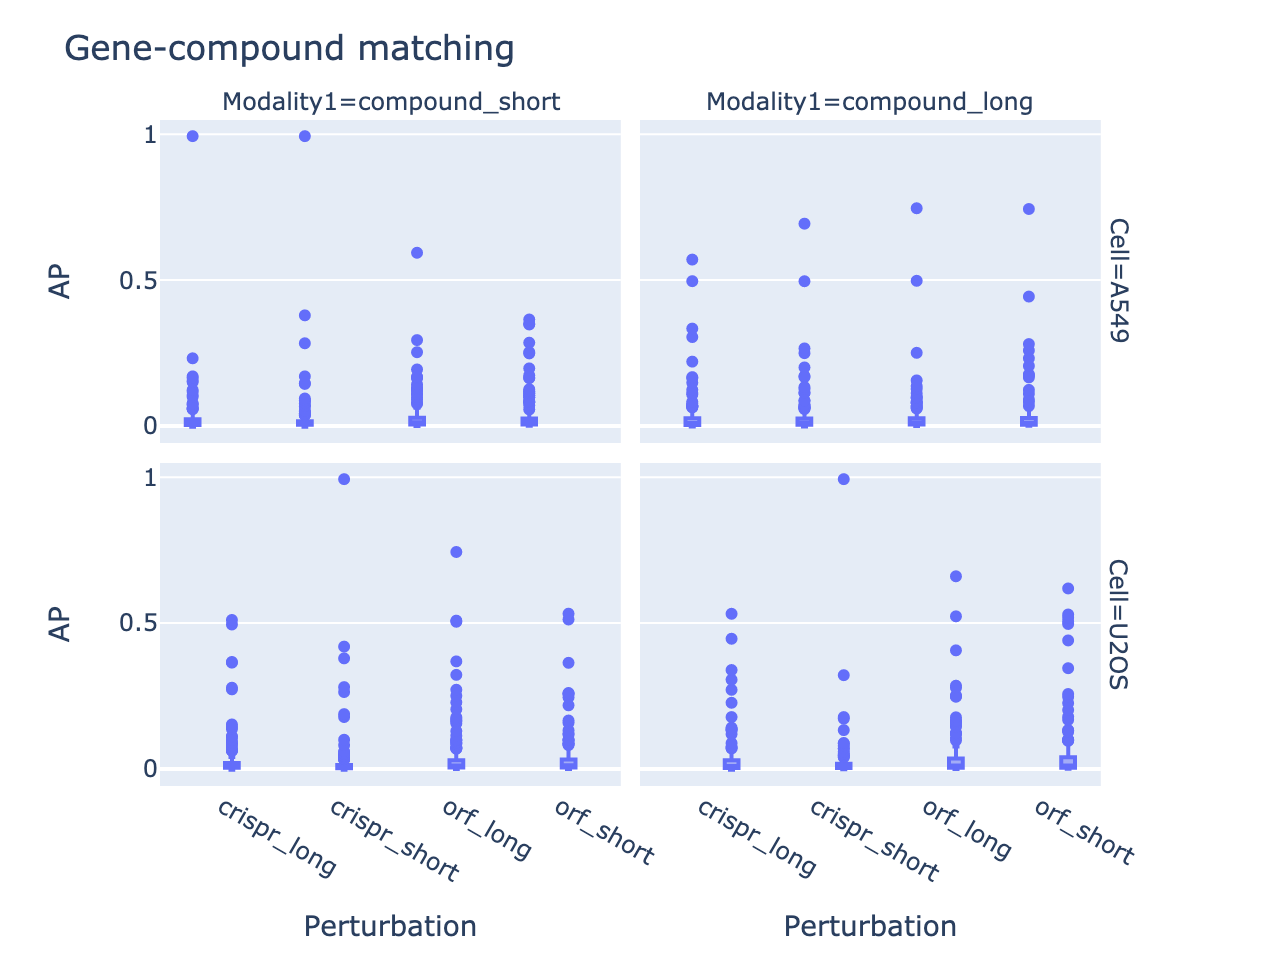 Gene-compound matching
Modality1=compound_short
Modality1=compound_long
1
0.5
0
AP
Cell=A549
1
0.5
0
AP
Cell=U2OS
crispr_long
crispr_short
orf_long
orf_short
crispr_long
crispr_short
orf_long
orf_short
Perturbation
Perturbation